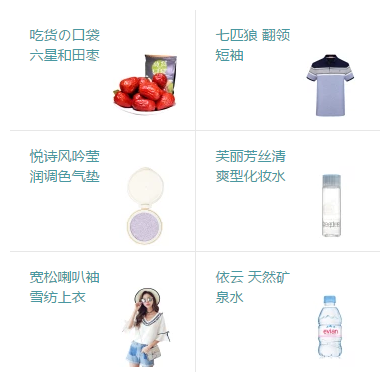 吃货の口袋
六星和田枣
七匹狼 翻领
短袖
悦诗风吟莹
润调色气垫
芙丽芳丝清
爽型化妆水
宽松喇叭袖
雪纺上衣
依云 天然矿
泉水
evian